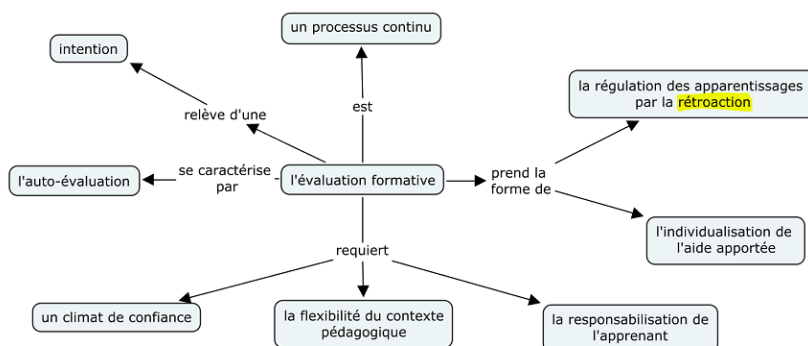 un processus continu
intention
la régulation des apprentissages
par la rétroaction
est
relève d'une
se caractérise
par
l'auto-évaluation
l'évaluation formative
prend la
forme de
l'individualisation de
l'aide apportée
requiert
un climat de confiance
la flexibilité du contexte
pédagogique
la responsabilisation de
l'apprenant